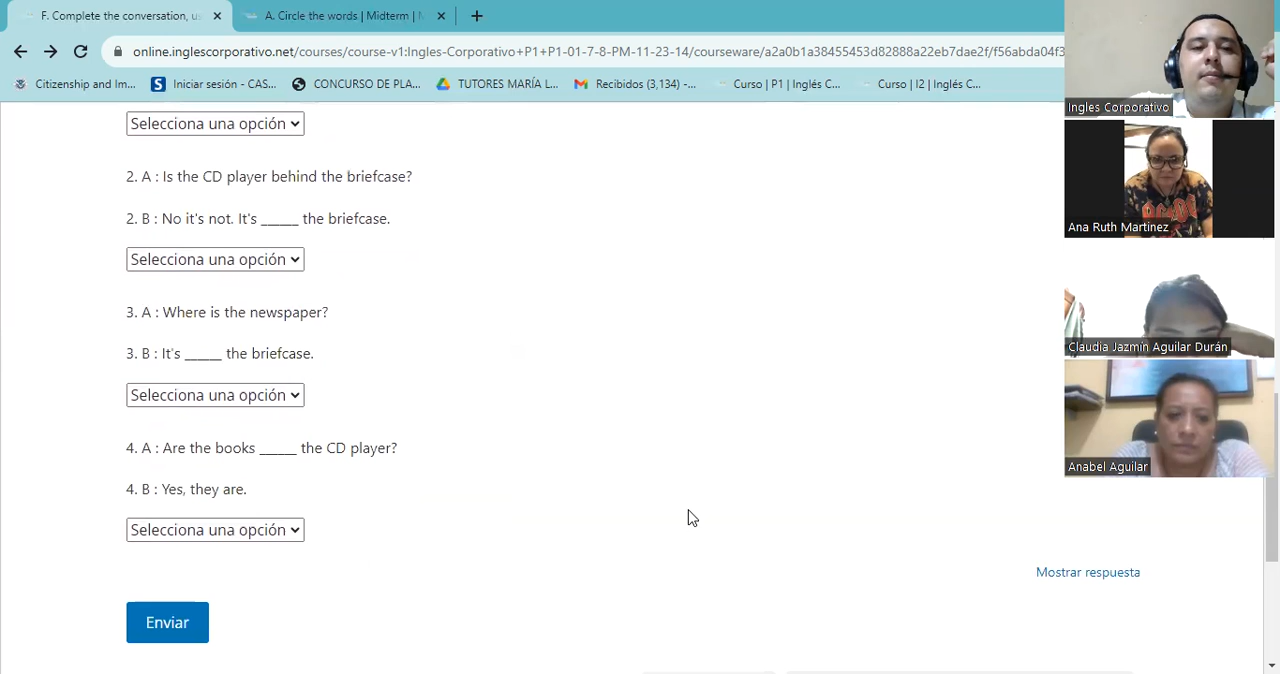 F. Complete the conversation, us
A. Circle the words | Midterm |
online.inglescorporativo.net/courses/course-v1:Ingles-Corporativo+P1+P1-01-7-8-PM-11-23-14/courseware/a2a0b1a38455453d82888a22eb7dae2f/f56abda04f3
Citizenship and Im...
Iniciar sesión - CAS...
CONCURSO DE PLA...
TUTORES MARÍA L...
Recibidos (3,134) -...
Curso | P1 | Inglés C...
Curso | I2 | Inglés C...
Ingles Corporativo
Selecciona una opción
2. A : Is the CD player behind the briefcase?
2. B : No it's not. It's ______ the briefcase.
Ana Ruth Martinez
Selecciona una opción
3. A : Where is the newspaper?
3. B : It's ______ the briefcase.
Claudia Jazmin Aguilar Durán
Selecciona una opción
4. A : Are the books ______ the CD player?
Anabel Aguilar
4. B : Yes, they are.
Selecciona una opción
Mostrar respuesta
Enviar